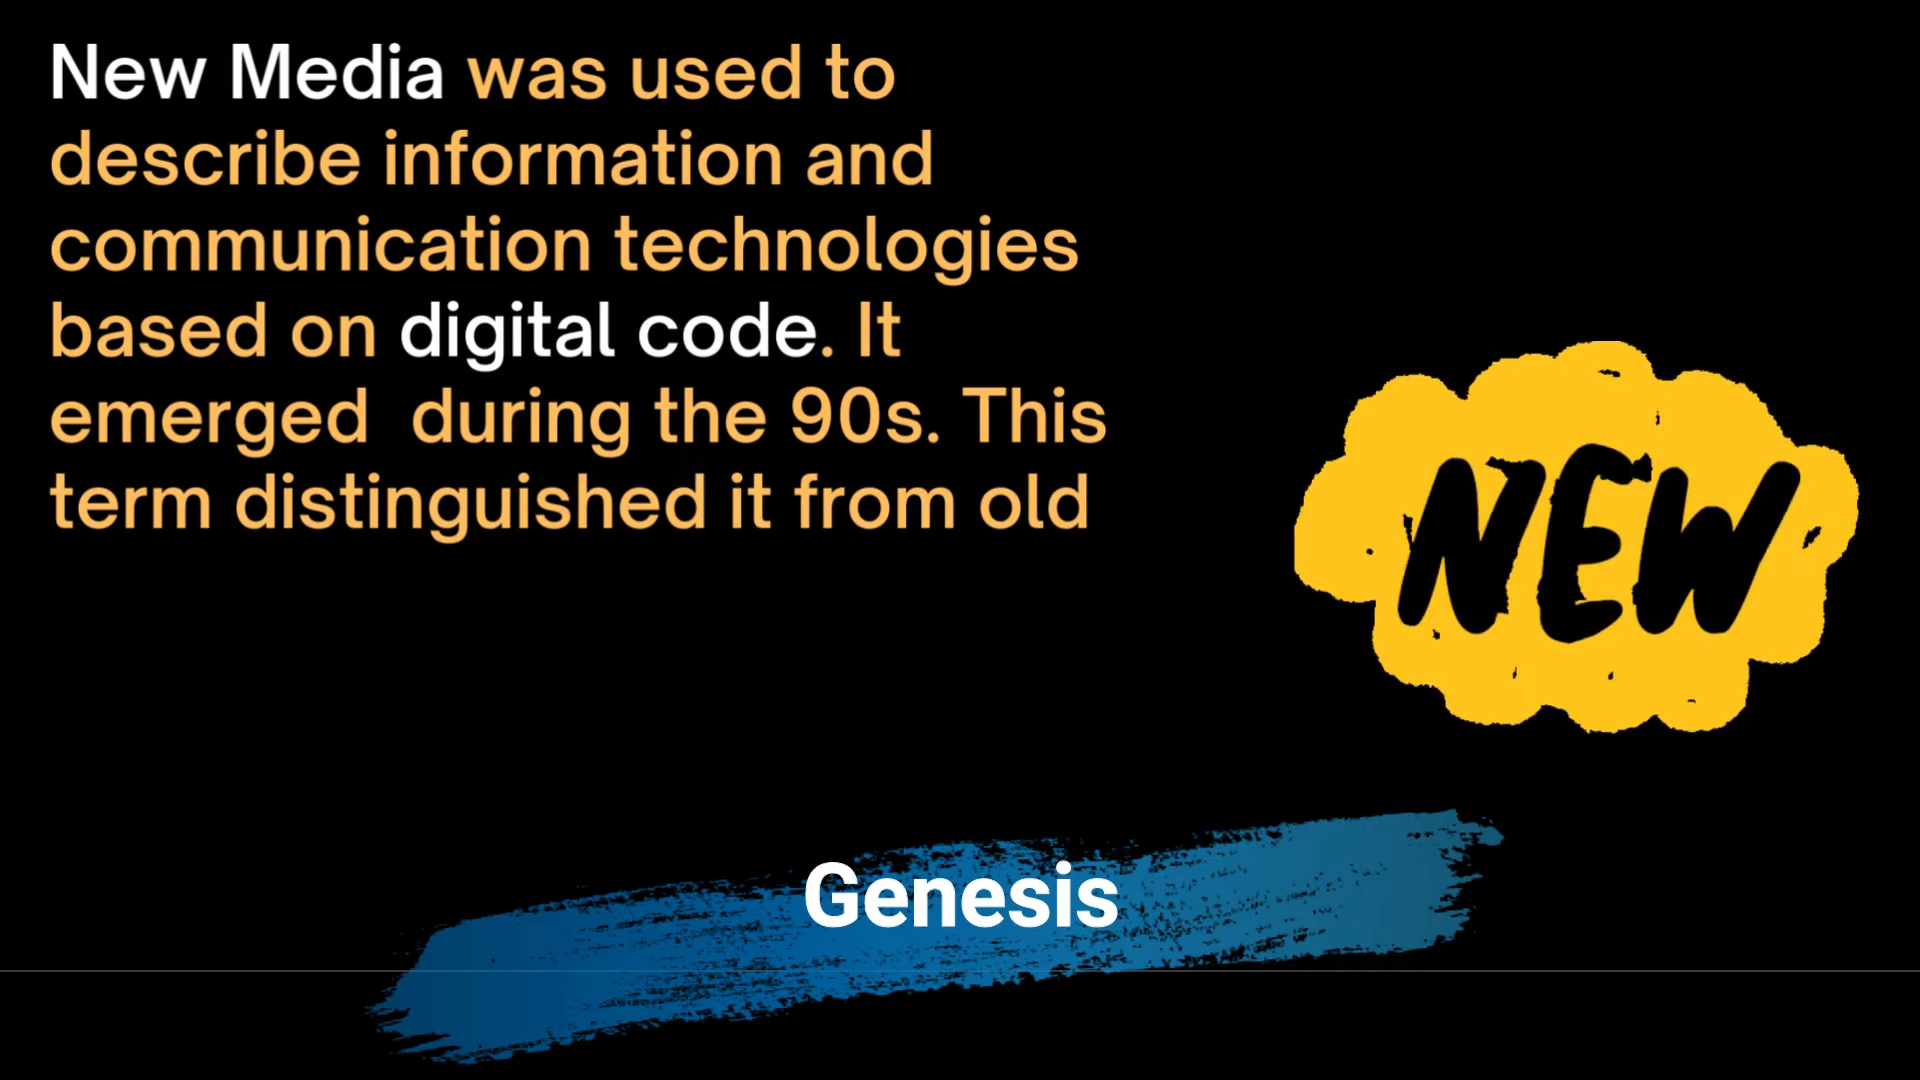 New Media was used to
describe information and
communication technologies
based on digital code. It
emerged  during the 90s. This
term distinguished it from old
NEW
Genesis